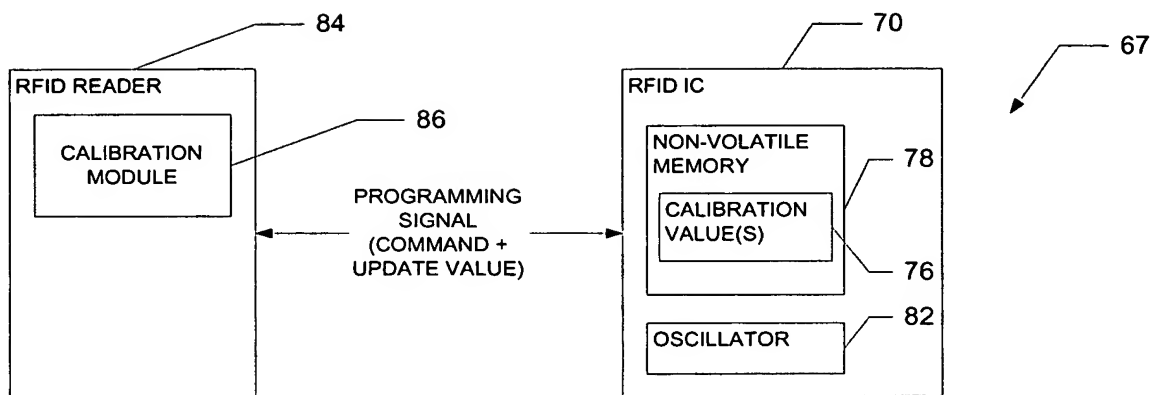 84
70
67
RFID READER
RFID IC
86
CALIBRATION
MODULE
NON-VOLATILE
MEMORY
78
CALIBRATION
VALUE(S)
76
PROGRAMMING
SIGNAL
(COMMAND +
UPDATE VALUE)
82
OSCILLATOR